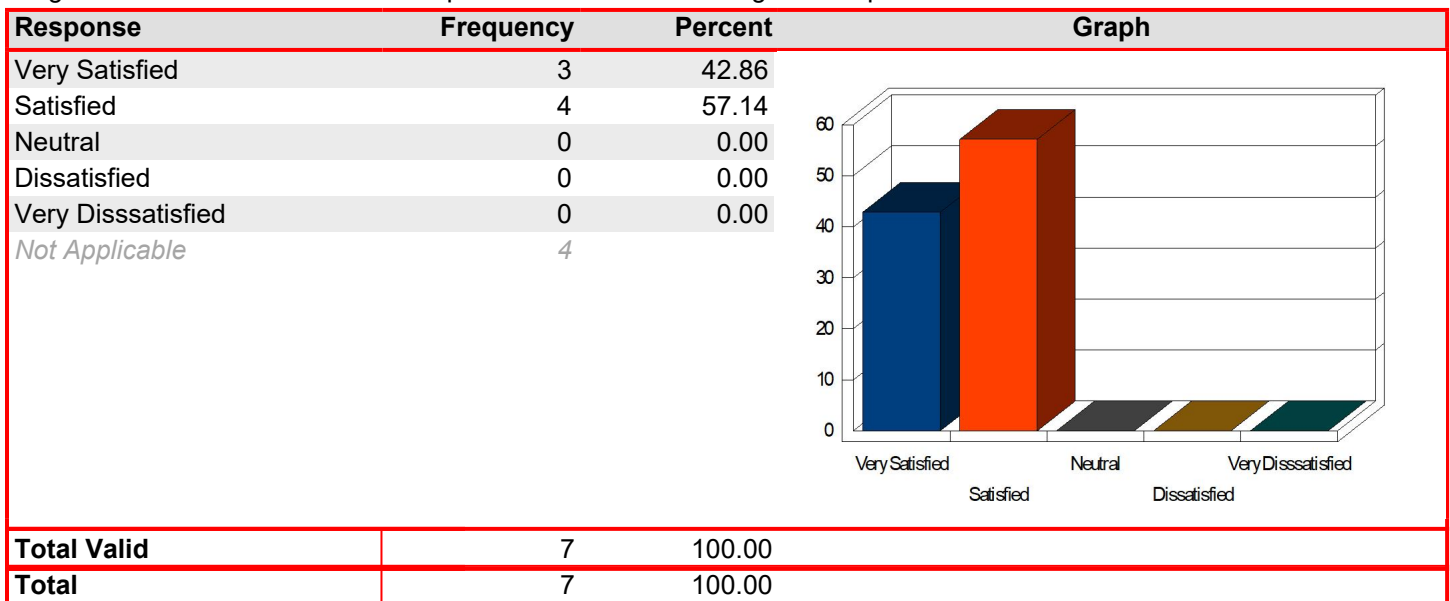 Response Frequency Percent Graph
Very Satisfied 3 42.86
Satisfied 4 57.14
Neutral 0 0.00
Dissatisfied 0 0.00
Very Disssatisfied 0 0.00
Not Applicable 4
60
50
40
30
20
10
0
Very Satisfied Neutral Very Disssatisfied
Satisfied Dissatisfied
Total Valid 7 100.00
Total 7 100.00